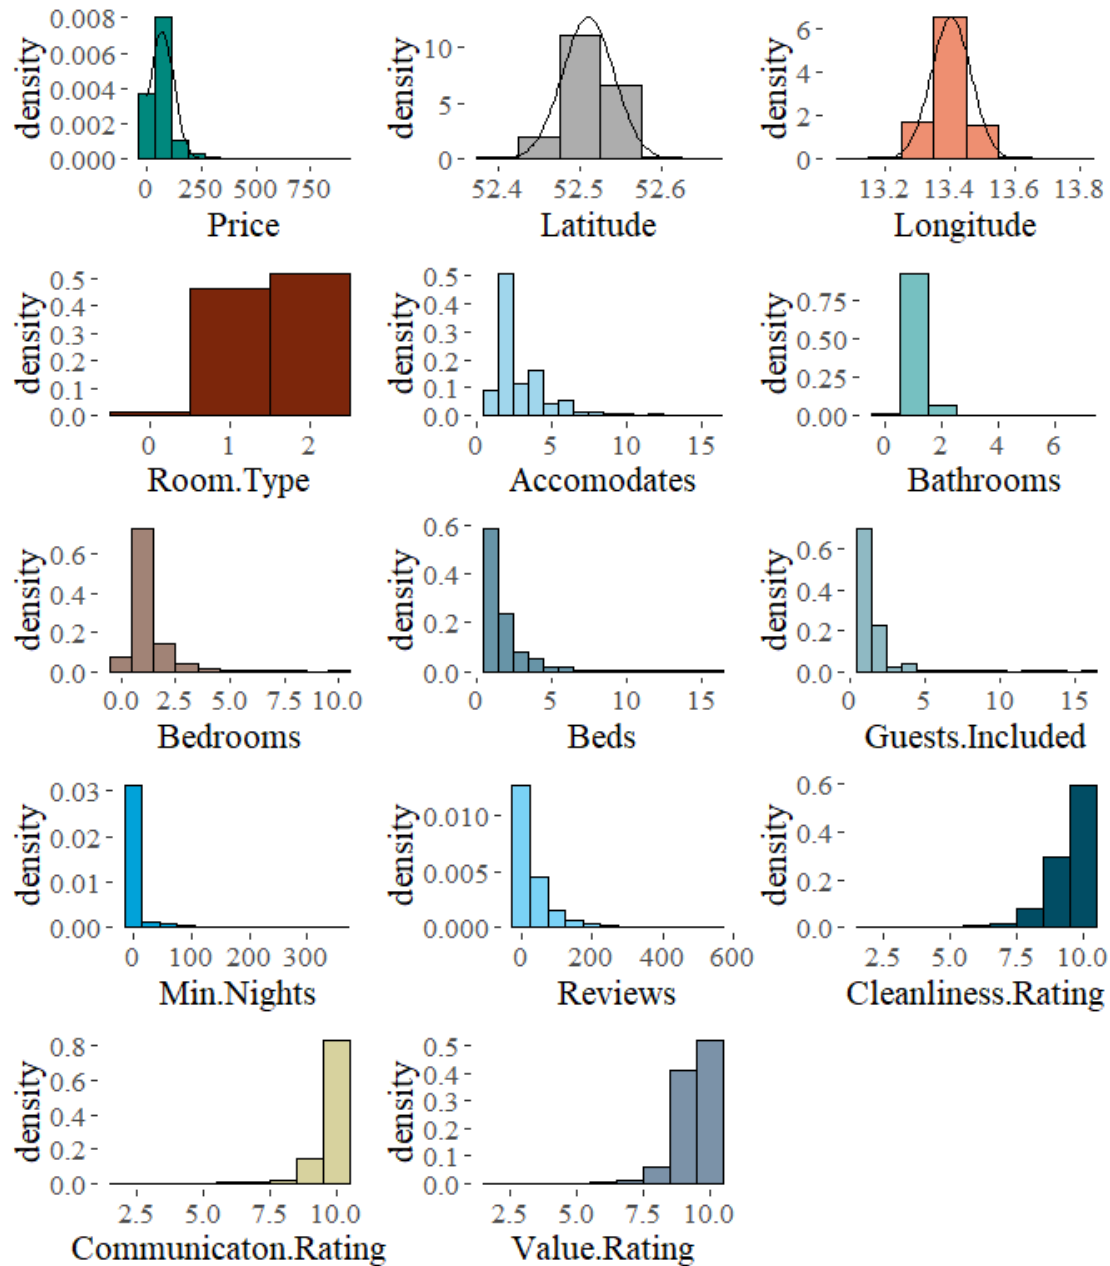 density
0.008
0.006
0.004
0.002
0.000
0 250 500 750
Price
density
10
5
0
52.4 52.5 52.6
Latitude
density
6
4
2
0
13.2 13.4 13.6 13.8
Longitude
density
0.5
0.4
0.3
0.2
0.1
0.0
0 1 2
Room.Type
density
0.5
0.4
0.3
0.2
0.1
0.0
0 5 10 15
Accomodates
density
0.75
0.50
0.25
0.00
0 2 4 6
Bathrooms
density
0.6
0.4
0.2
0.0
0.0 2.5 5.0 7.5 10.0
Bedrooms
density
0.6
0.4
0.2
0.0
0 5 10 15
Beds
density
0.6
0.4
0.2
0.0
0 5 10 15
Guests.Included
density
0.03
0.02
0.01
0.00
0 100 200 300
Min.Nights
density
0.010
0.005
0.000
0 200 400 600
Reviews
density
0.6
0.4
0.2
0.0
2.5 5.0 7.5 10.0
Cleanliness.Rating
density
0.8
0.6
0.4
0.2
0.0
2.5 5.0 7.5 10.0
Communicaton.Rating
density
0.5
0.4
0.3
0.2
0.1
0.0
2.5 5.0 7.5 10.0
Value.Rating